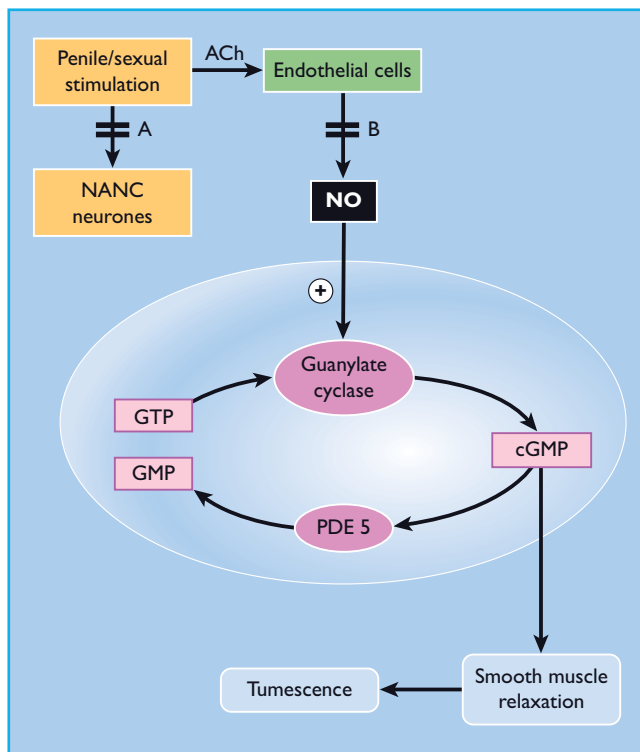 Penile/sexual
stimulation
ACh
Endothelial cells
A
B
NANC
neurones
NO
+
Guanylate
cyclase
GTP
cGMP
GMP
PDE 5
Smooth muscle
relaxation
Tumescence